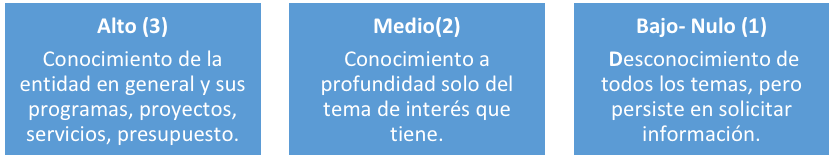 Alto (3)
Conocimiento de la
entidad en general y sus
programas, proyectos,
servicios, presupuesto.
Medio(2)
Conocimiento a
profundidad solo del
tema de interés que
tiene.
Bajo- Nulo (1)
Desconocimiento de
todos los temas, pero
persiste en solicitar
información.